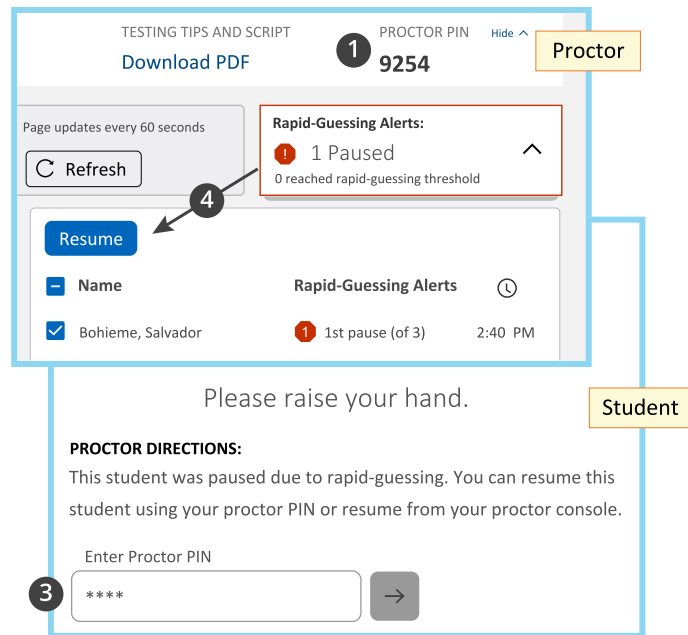 TESTING TIPS AND SCRIPT
Download PDF
1
PROCTOR PIN
9254
Hide
Proctor
Page updates every 60 seconds
Refresh
Rapid-Guessing Alerts:
! 1 Paused
0 reached rapid-guessing threshold
4
Resume
Name Rapid-Guessing Alerts
Bohieme, Salvador 1 1st pause (of 3) 2:40 PM
Please raise your hand.
Student
PROCTOR DIRECTIONS:
This student was paused due to rapid-guessing. You can resume this
student using your proctor PIN or resume from your proctor console.
Enter Proctor PIN
3
****